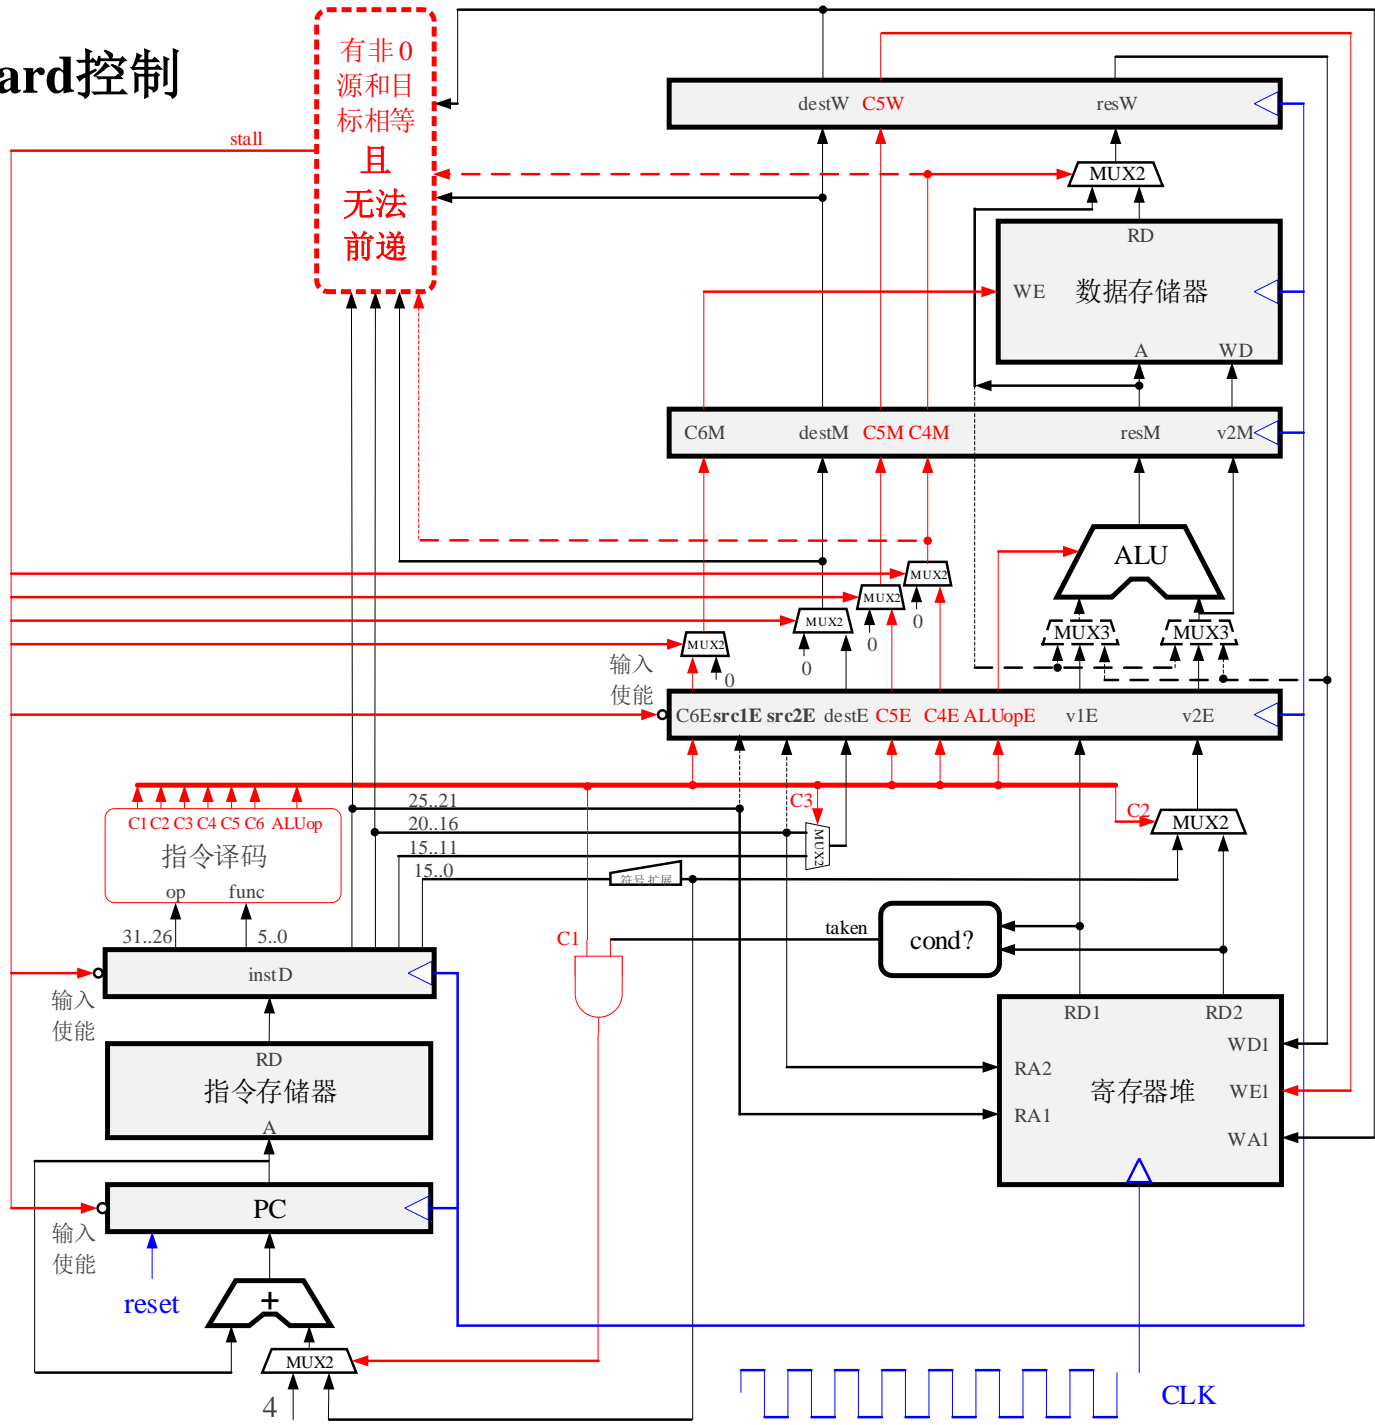 ard控制
有非0
源和目
标相等
且
无法
前递
stall
destW C5W resW
MUX2
RD
WE 数据存储器
A WD
C6M destM C5M C4M resM v2M
ALU
MUX2
MUX2
MUX2
MUX2
0
0
0
0
MUX3 MUX3
输入
使能
C6E src1E src2E destE C5E C4E ALUopE v1E v2E
C1 C2 C3 C4 C5 C6 ALUop
指令译码
op func
31..26 5..0
25..21
20..16
15..11
15..0
C3
MUX2
符号扩展
C2
MUX2
C1
taken
cond?
instD
输入
使能
RD
指令存储器
A
RD1 RD2
WD1
RA2
寄存器堆
WE1
RA1
WA1
PC
输入
使能
reset
+
MUX2
4
CLK